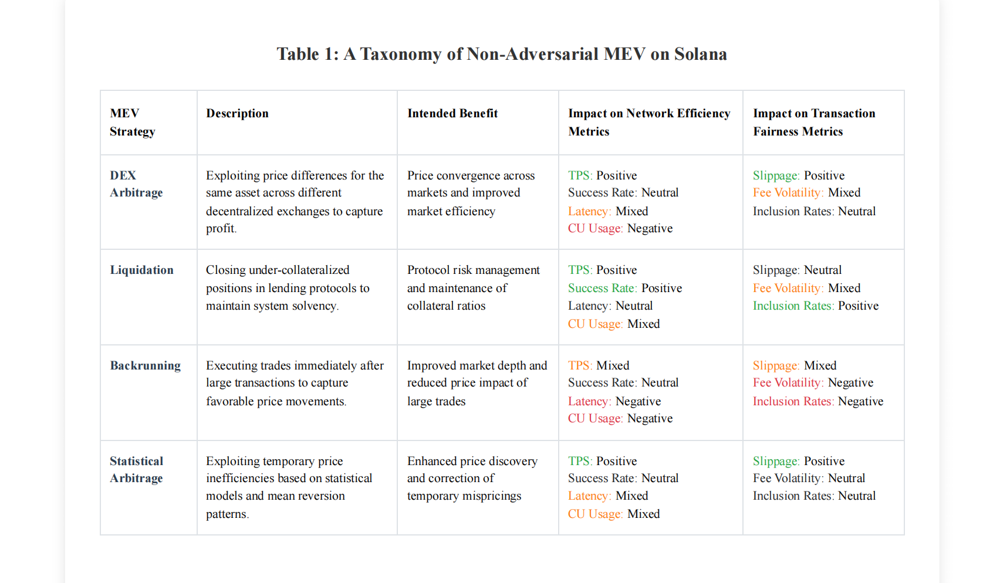 Table 1: A Taxonomy of Non-Adversarial MEV on Solana
MEV
Strategy
Description
Intended Benefit
Impact on Network Efficiency
Metrics
Impact on Transaction
Fairness Metrics
DEX
Arbitrage
Exploiting price differences for the
same asset across different
decentralized exchanges to capture
profit.
Price convergence across
markets and improved
market efficiency
TPS: Positive
Success Rate: Neutral
Latency: Mixed
CU Usage: Negative
Slippage: Positive
Fee Volatility: Mixed
Inclusion Rates: Neutral
Liquidation
Closing under-collateralized
positions in lending protocols to
maintain system solvency.
Protocol risk management
and maintenance of
collateral ratios
TPS: Positive
Success Rate: Positive
Latency: Neutral
CU Usage: Mixed
Slippage: Neutral
Fee Volatility: Mixed
Inclusion Rates: Positive
Backrunning
Executing trades immediately after
large transactions to capture
favorable price movements.
Improved market depth and
reduced price impact of
large trades
TPS: Mixed
Success Rate: Neutral
Latency: Negative
CU Usage: Negative
Slippage: Mixed
Fee Volatility: Negative
Inclusion Rates: Negative
Statistical
Arbitrage
Exploiting temporary price
inefficiencies based on statistical
models and mean reversion
patterns.
Enhanced price discovery
and correction of
temporary mispricings
TPS: Positive
Success Rate: Neutral
Latency: Mixed
CU Usage: Mixed
Slippage: Positive
Fee Volatility: Neutral
Inclusion Rates: Neutral